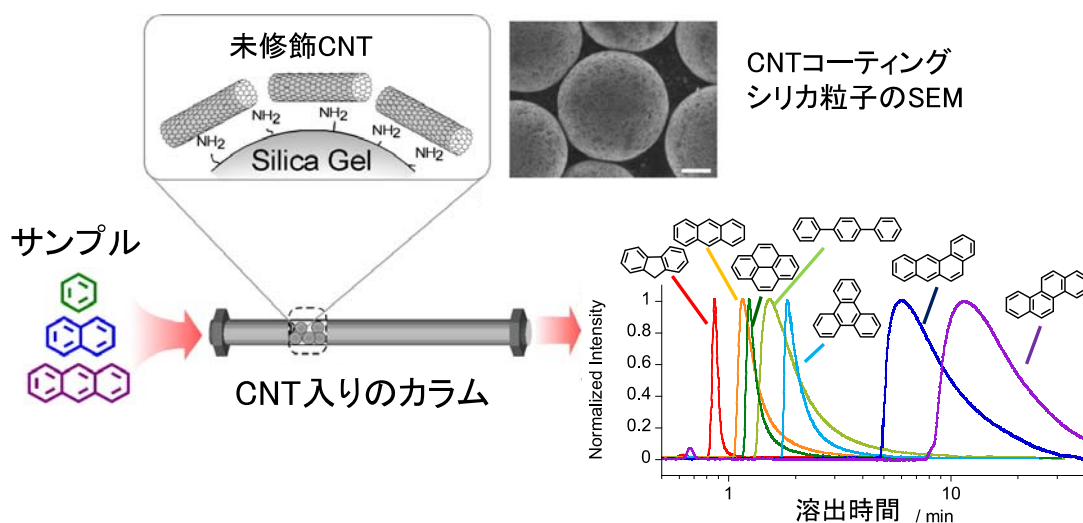 未修飾CNT
NH2
NH2
NH2
NH2
NH2
Silica Gel
CNTコーティング
シリカ粒子のSEM
サンプル
CNT入りのカラム
Normalized Intensity
1
0.8
0.6
0.4
0.2
0
1
10
溶出時間 / min